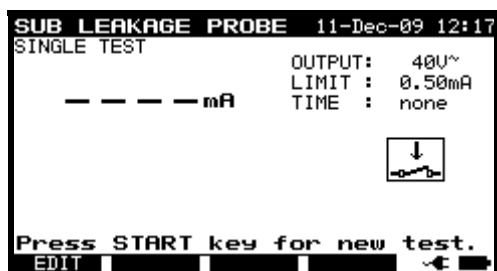 SUB LEAKAGE PROBE 11-Dec-09 12:17
SINGLE TEST
OUTPUT: 40V~
LIMIT : 0.50mA
– – – – mA TIME : none
Press START key for new test.
EDIT